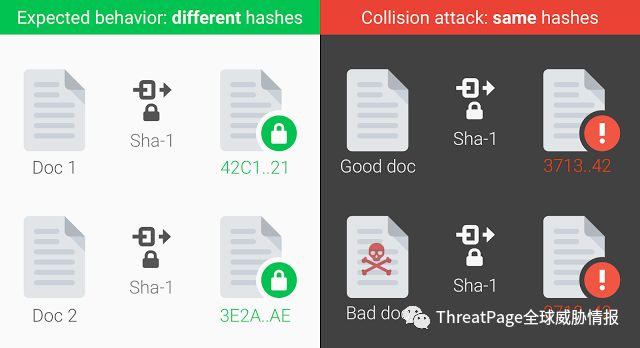 Expected behavior: different hashes
Collision attack: same hashes
Sha-1
Doc 1
42C1..21
Sha-1
Good doc
3713..42
Sha-1
Doc 2
3E2A..AE
Sha-1
Bad doc
ThreatPage全球威胁情报